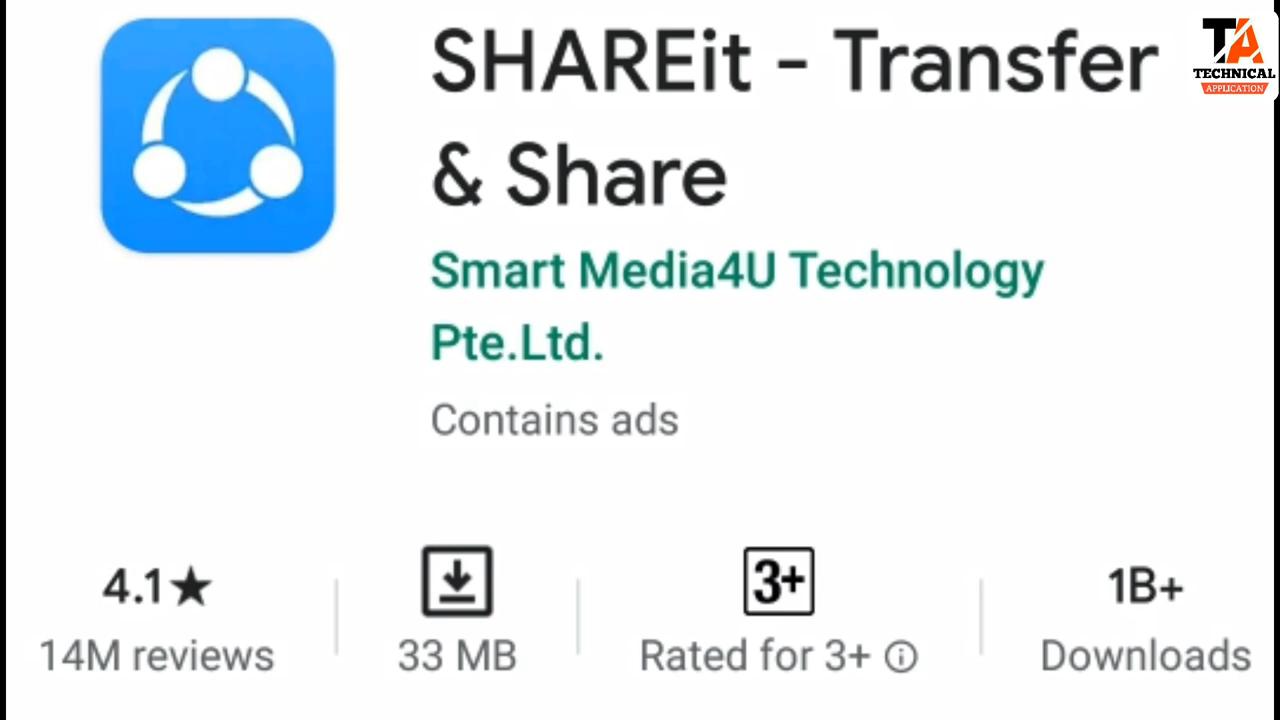 SHAREit - Transfer
& Share
Smart Media4U Technology
Pte.Ltd.
Contains ads
4.1★
14M reviews
33 MB
3+
Rated for 3+
1B+
Downloads
TA
TECHNICAL
APPLICATION